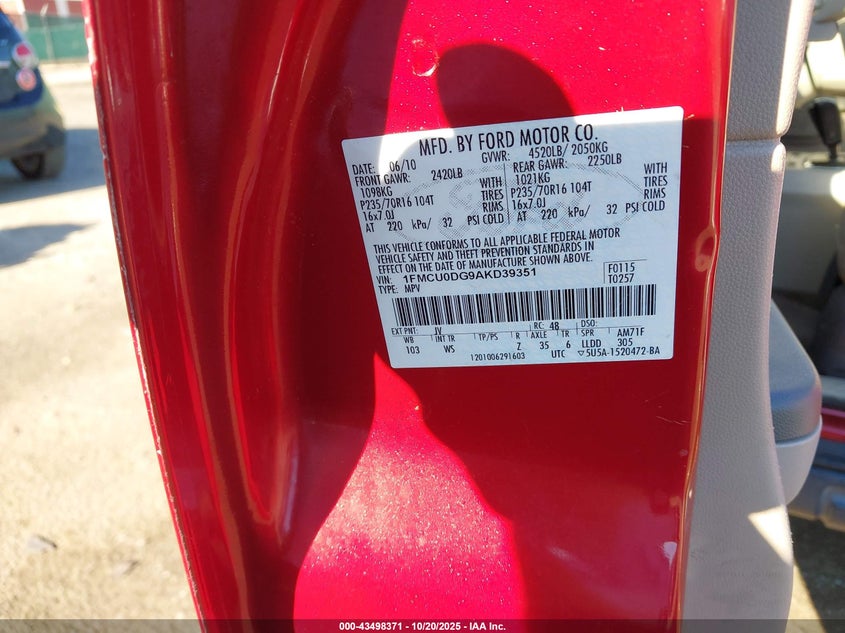 MFD. BY FORD MOTOR CO.
DATE: 06/10 GVWR: 4520LB/ 2050KG
FRONT GAWR: 2420LB REAR GAWR: 2250LB
1098KG WITH 1021KG WITH
P235/70R16 104T TIRES P235/70R16 104T TIRES
16x7.0J RIMS 16x7.0J RIMS
AT 220 kPa/ 32 PSI COLD AT 220 kPa/ 32 PSI COLD
THIS VEHICLE CONFORMS TO ALL APPLICABLE FEDERAL MOTOR
VEHICLE SAFETY AND THEFT PREVENTION STANDARDS IN
EFFECT ON THE DATE OF MANUFACTURE SHOWN ABOVE.
VIN: 1FMCU0DG9AKD39351 F0115
TYPE: MPV T0257
EXT PNT: JV RC: 48 DSO:
WB INT TR TP/PS R AXLE TR SPR AM71F
103 WS Z 35 6 LLDD 305
1201006291603 UTC ▽5U5A-1520472-BA
000-43498371 | 10/20/2025 | IAA Inc.